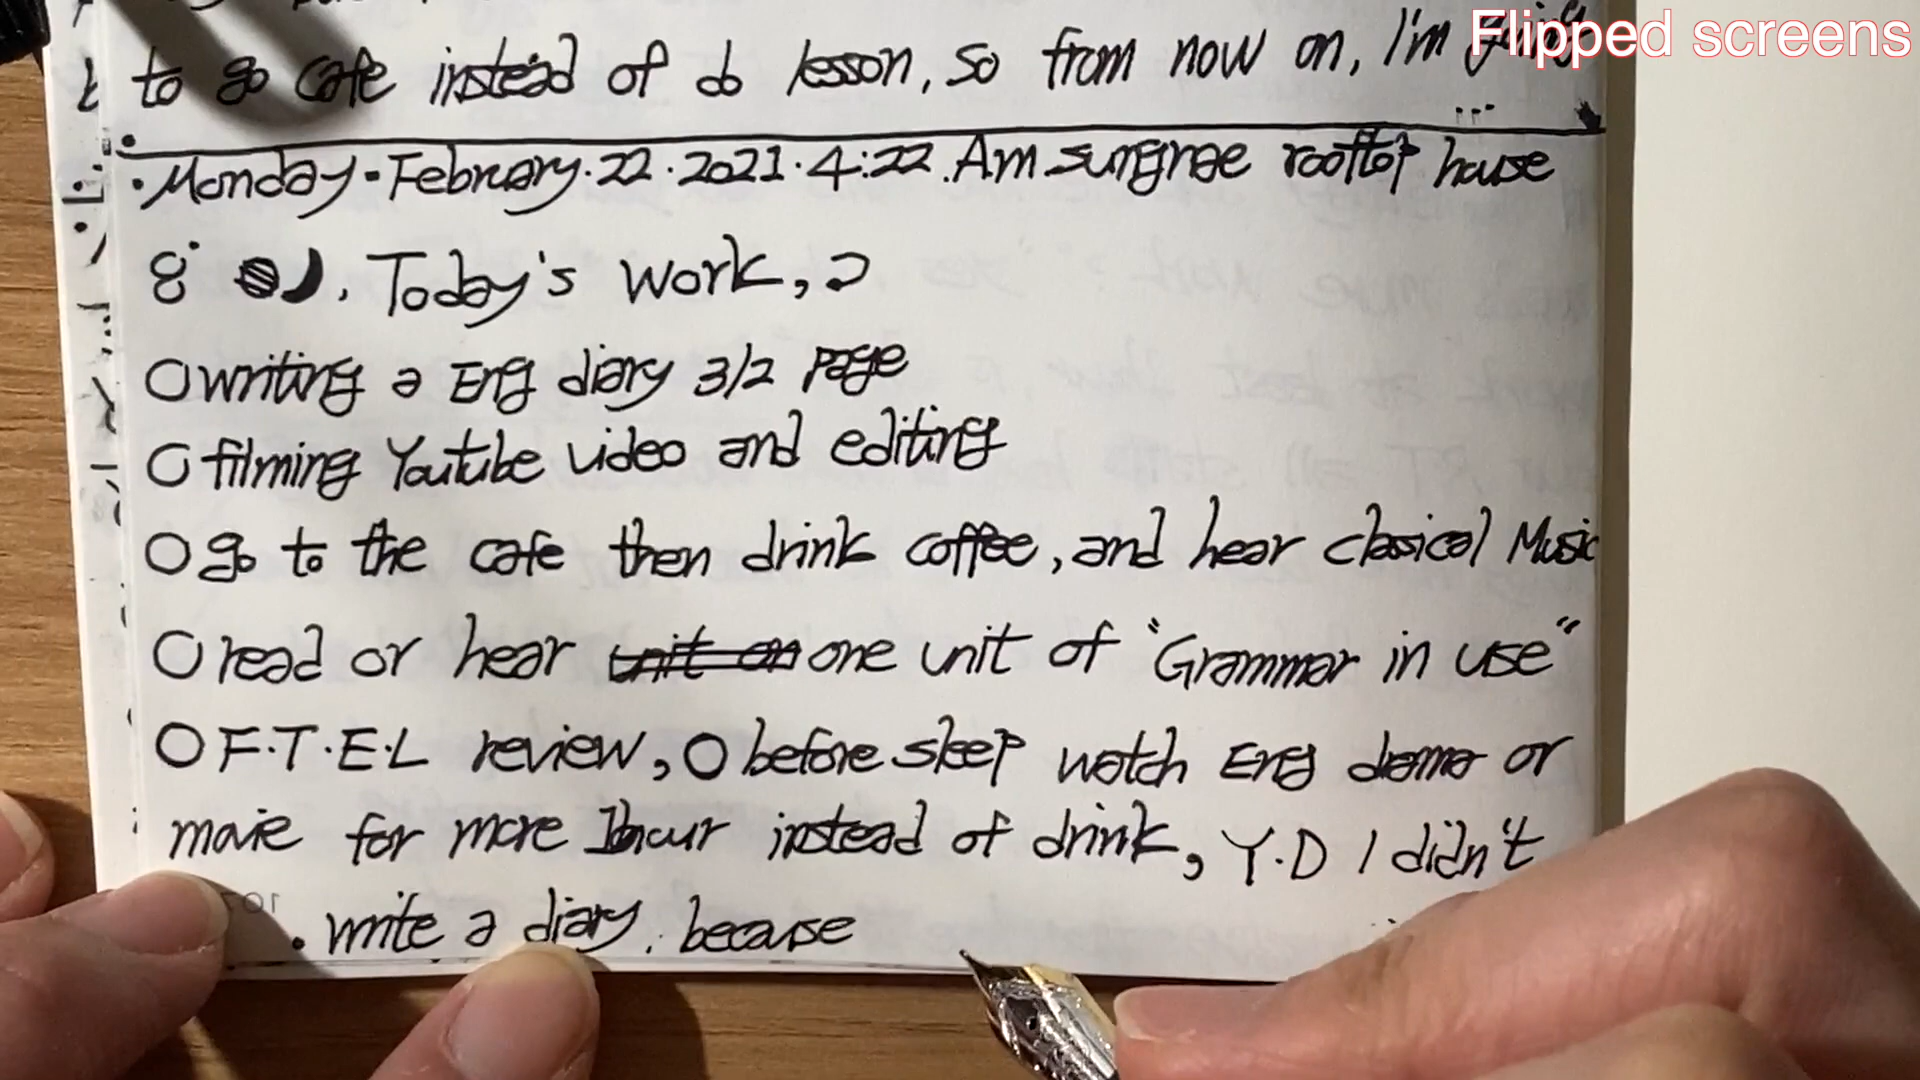 Flipped screens
to go cafe instead of do lesson, so from now on, I'm going
...
• Monday • February. 22 • 2021 • 4:22. Am sungnae rooftop house
8° . Today's work,
O writing a Eng diary 3/2 page
O filming Youtube video and editing
O go to the cafe then drink coffee, and hear classical Music
O read or hear one unit of "Grammar in use"
O F.T.E.L review, O before sleep watch Eng drama or
movie for more 1hour instead of drink, Y.D I didn't
• write a diary. because
107